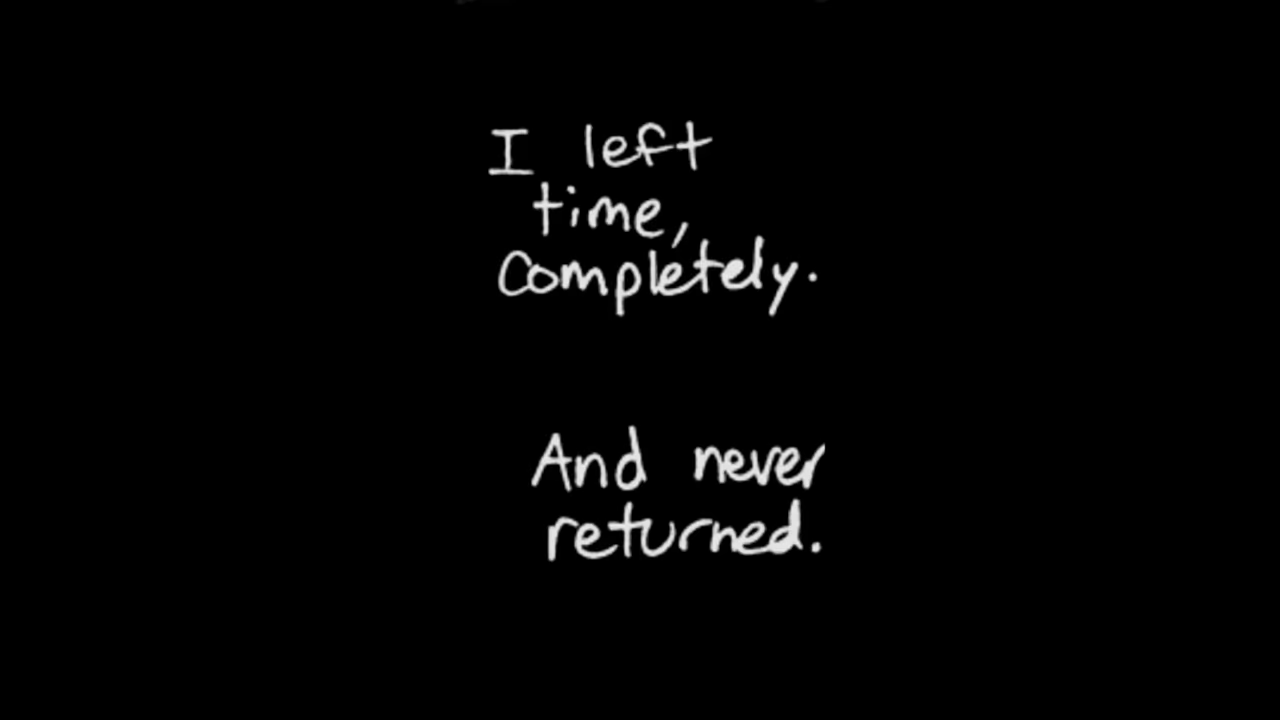 I left
time,
Completely.
And never
returned.